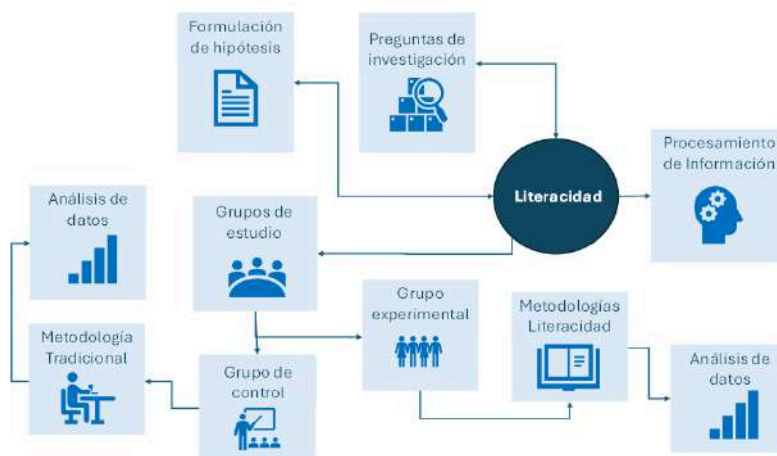 Formulación
de hipótesis
Preguntas de
investigación
Procesamiento
de Información
Literacidad
Análisis de
datos
Grupos de
estudio
Grupo
experimental
Metodologías
Literacidad
Metodología
Tradicional
Grupo de
control
Análisis de
datos